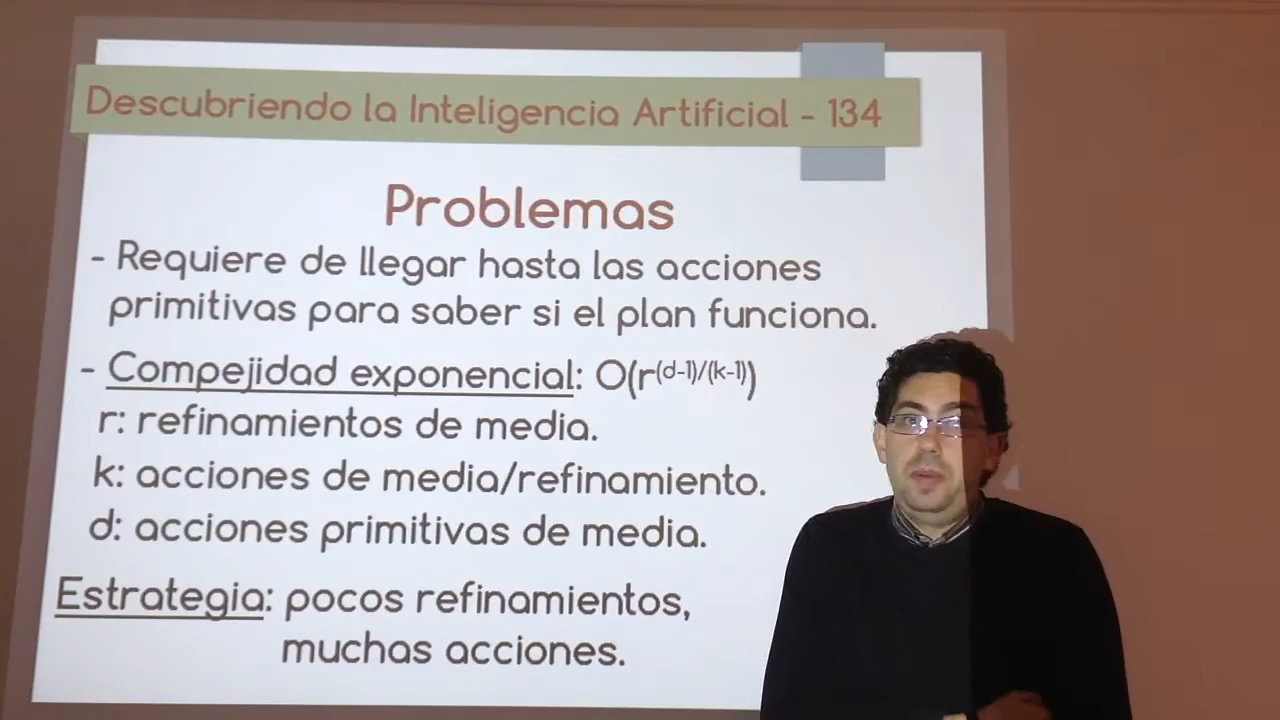 Descubriendo la Inteligencia Artificial - 134
Problemas
- Requiere de llegar hasta las acciones
primitivas para saber si el plan funciona.
- Compejidad exponencial: O(r^(d-1)/(k-1))
r: refinamientos de media.
k: acciones de media/refinamiento.
d: acciones primitivas de media.
Estrategia: pocos refinamientos,
muchas acciones.